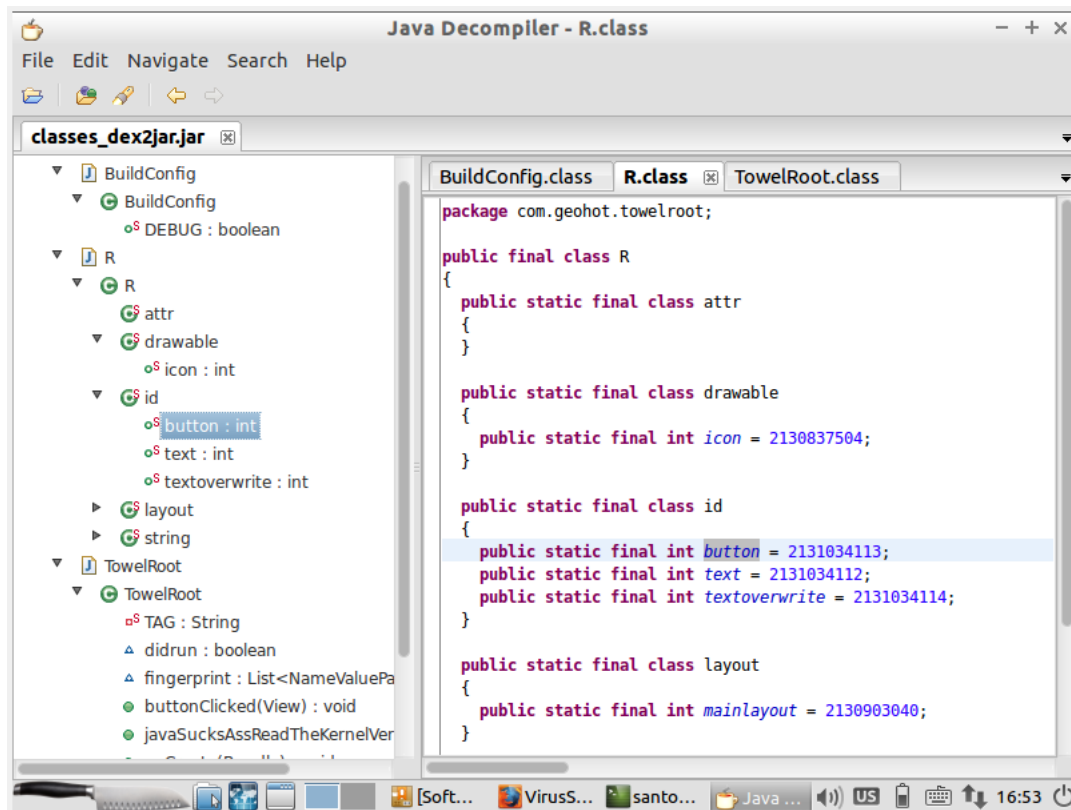 Java Decompiler - R.class
File Edit Navigate Search Help
classes_dex2jar.jar
BuildConfig
BuildConfig
DEBUG : boolean
R
R
attr
drawable
icon : int
id
button : int
text : int
textoverwrite : int
layout
string
TowelRoot
TowelRoot
TAG : String
didrun : boolean
fingerprint : List<NameValuePa
buttonClicked(View) : void
javaSucksAssReadTheKernelVer
BuildConfig.class R.class TowelRoot.class
package com.geohot.towelroot;
public final class R
{
public static final class attr
{
}
public static final class drawable
{
public static final int icon = 2130837504;
}
public static final class id
{
public static final int button = 2131034113;
public static final int text = 2131034112;
public static final int textoverwrite = 2131034114;
}
public static final class layout
{
public static final int mainlayout = 2130903040;
}
[Soft... VirusS... santo... Java ... US 16:53